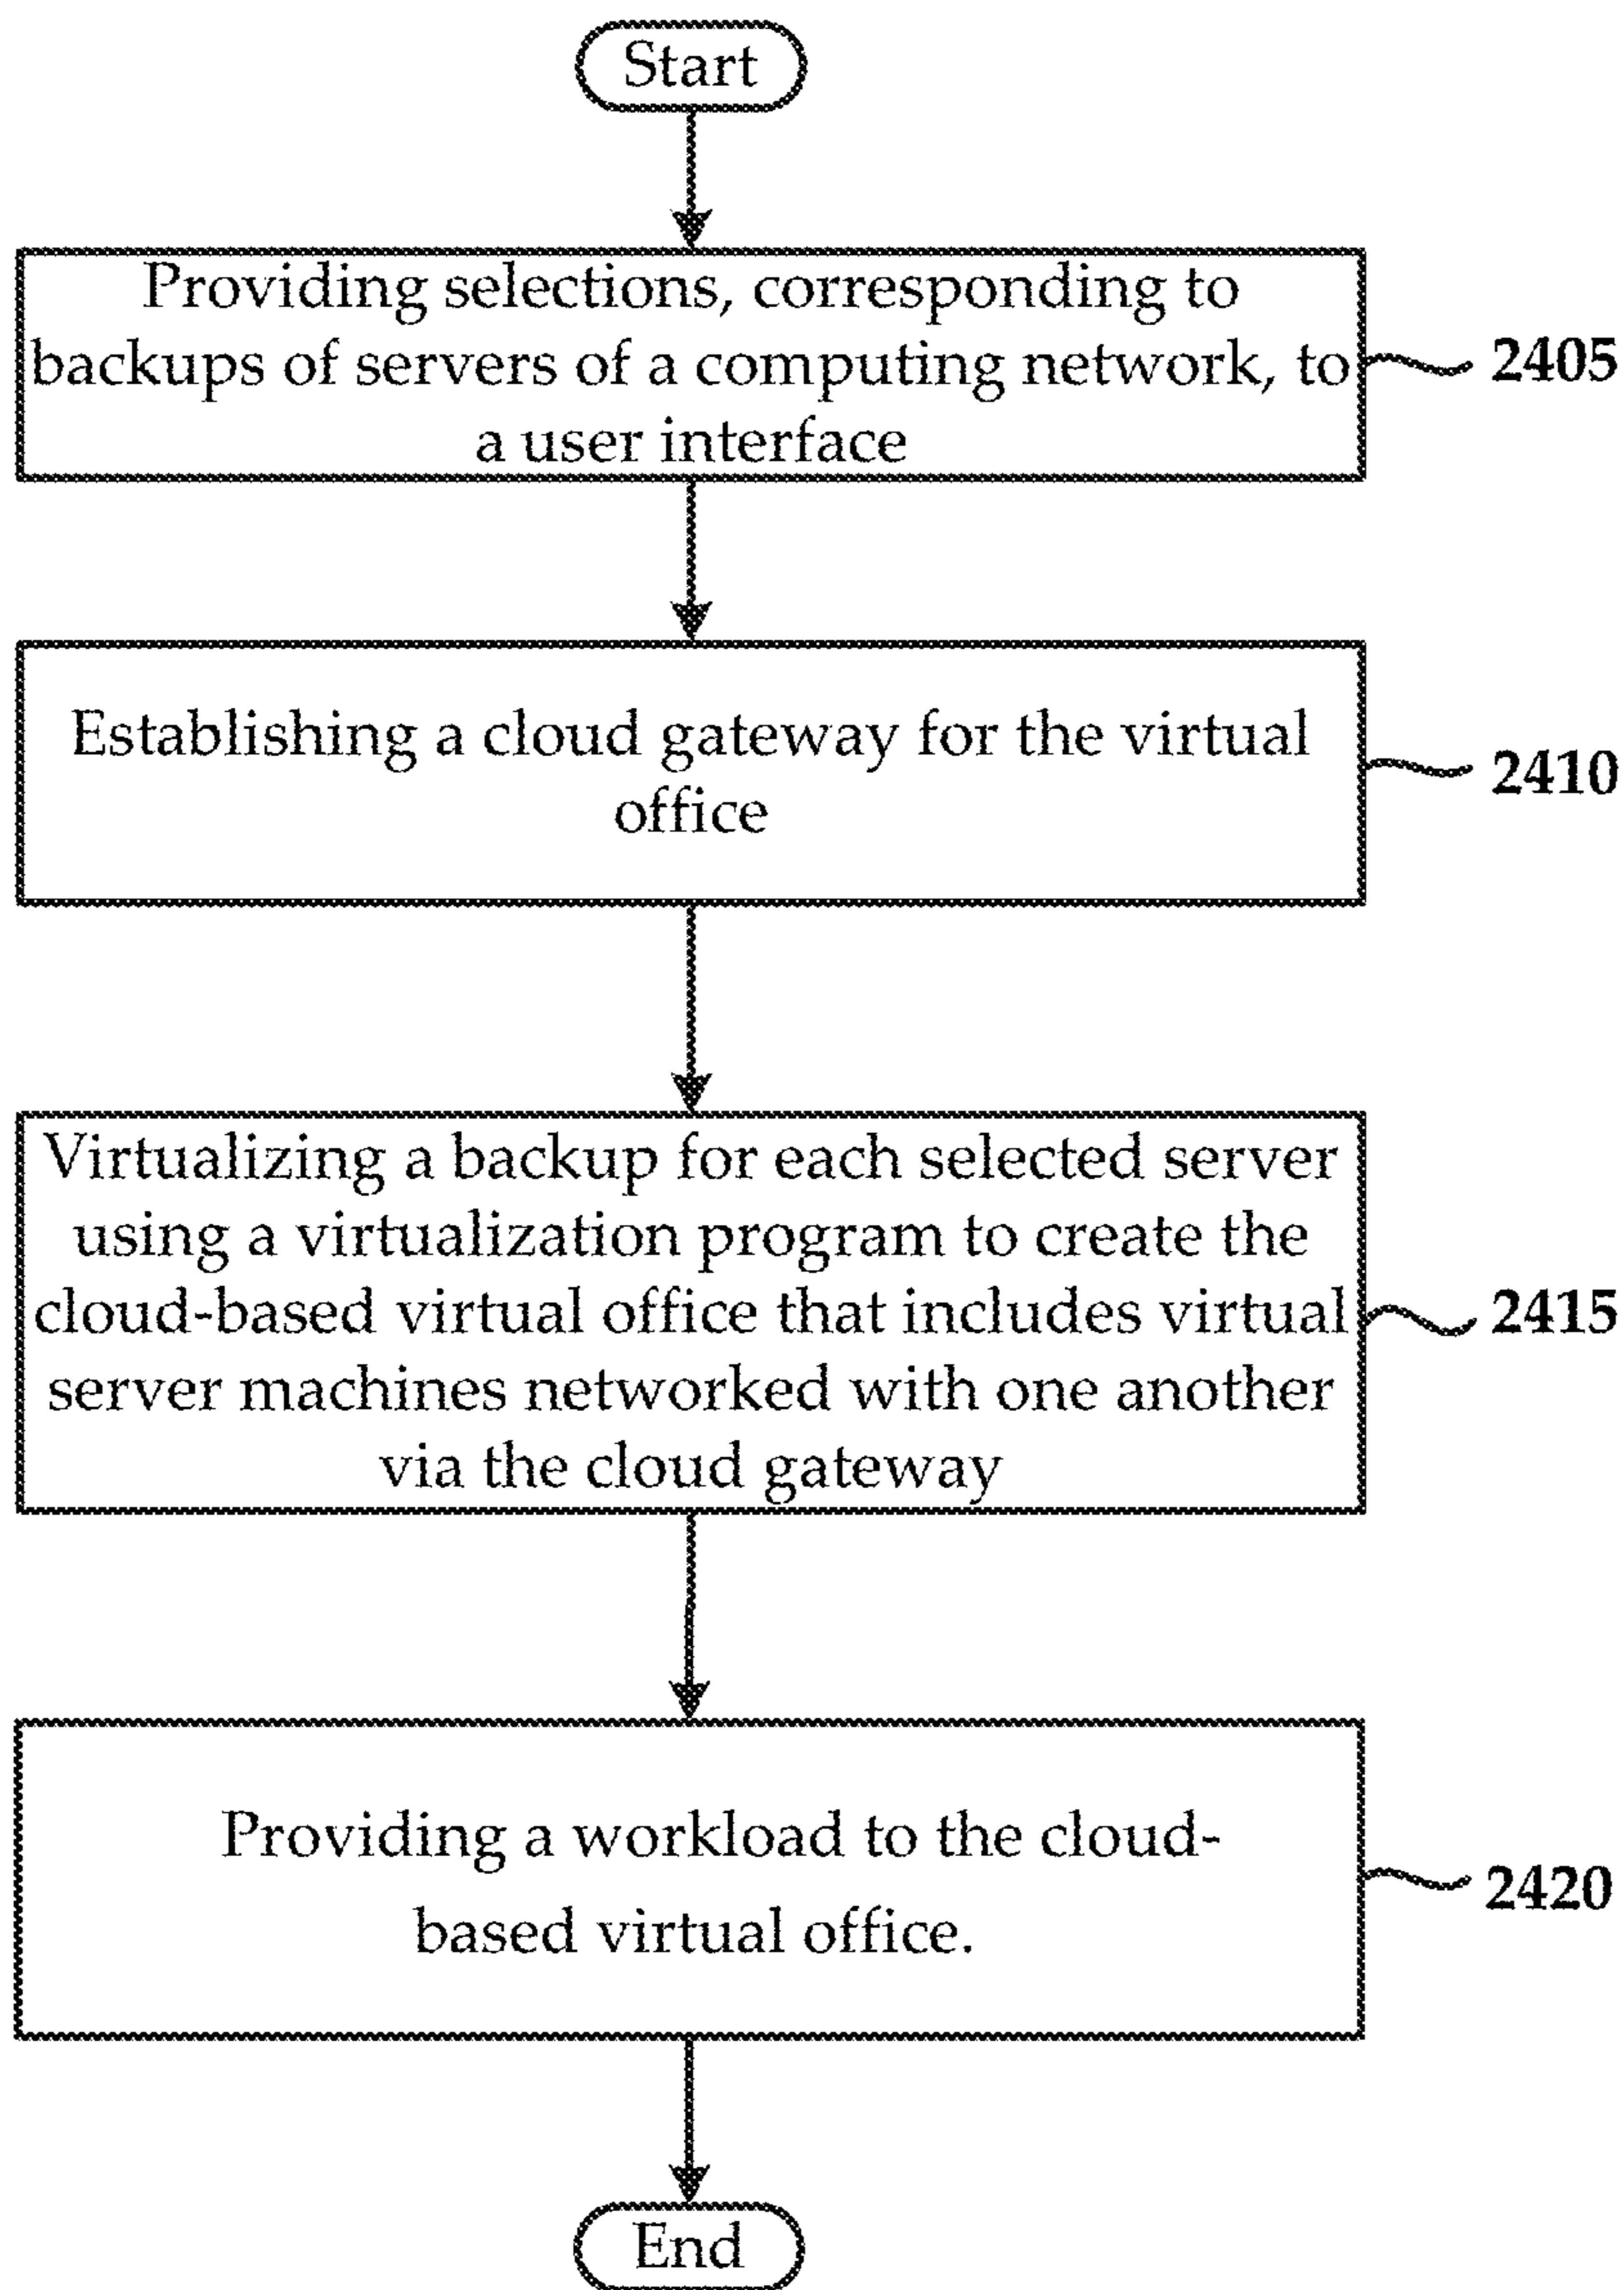 Start
Providing selections, corresponding to
backups of servers of a computing network, to
a user interface
2405
Establishing a cloud gateway for the virtual
office
2410
Virtualizing a backup for each selected server
using a virtualization program to create the
cloud-based virtual office that includes virtual
server machines networked with one another
via the cloud gateway
2415
Providing a workload to the cloud-
based virtual office.
2420
End